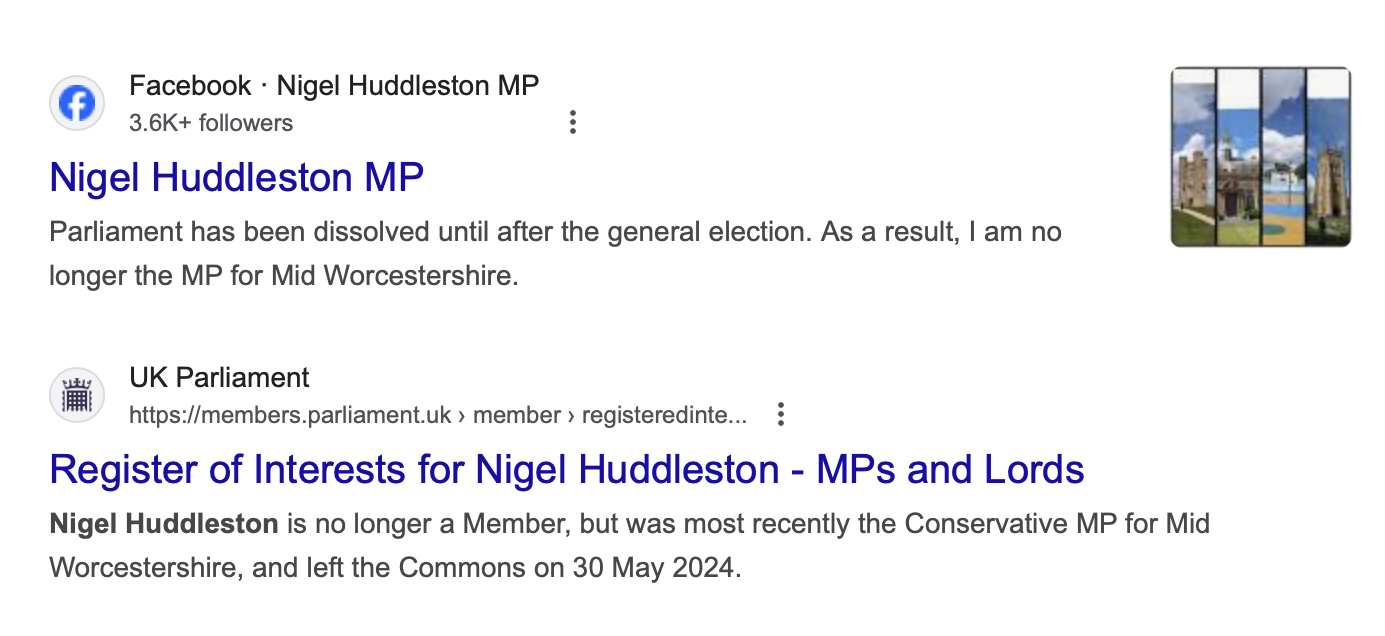 Facebook · Nigel Huddleston MP
3.6K+ followers
Nigel Huddleston MP
Parliament has been dissolved until after the general election. As a result, I am no
longer the MP for Mid Worcestershire.
UK Parliament
https://members.parliament.uk › member › registeredinte...
Register of Interests for Nigel Huddleston - MPs and Lords
Nigel Huddleston is no longer a Member, but was most recently the Conservative MP for Mid
Worcestershire, and left the Commons on 30 May 2024.